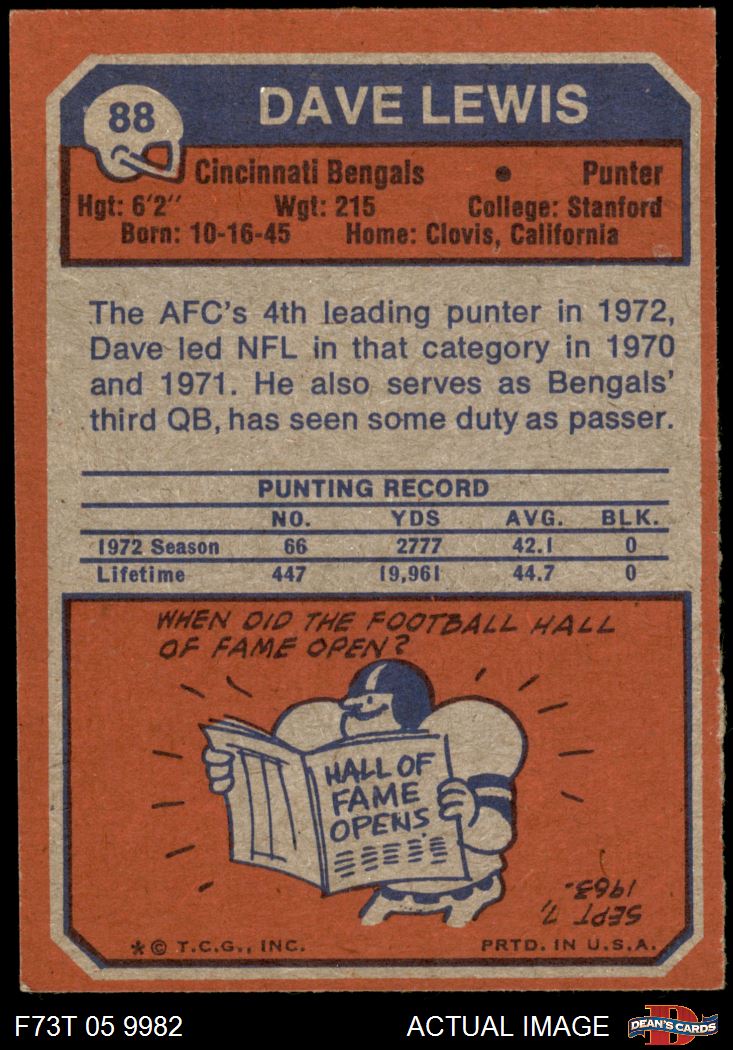 88
DAVE LEWIS
Cincinnati Bengals • Punter
Hgt: 6'2" Wgt: 215 College: Stanford
Born: 10-16-45 Home: Clovis, California
The AFC's 4th leading punter in 1972,
Dave led NFL in that category in 1970
and 1971. He also serves as Bengals'
third QB, has seen some duty as passer.
PUNTING RECORD
NO. YDS AVG. BLK.
1972 Season 66 2777 42.1 0
Lifetime 447 19,961 44.7 0
WHEN DID THE FOOTBALL HALL
OF FAME OPEN?
HALL OF
FAME
OPENS
SEPT 7,
1963.
* © T.C.G., INC. PRTD. IN U.S.A.
F73T 05 9982 ACTUAL IMAGE
D
DEAN'S CARDS